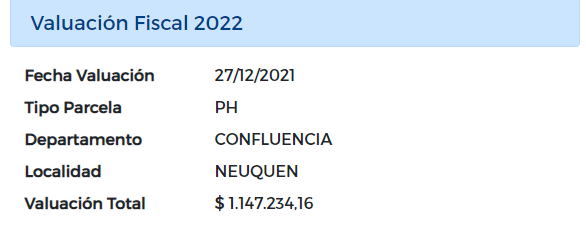 Valuación Fiscal 2022
Fecha Valuación 27/12/2021
Tipo Parcela PH
Departamento CONFLUENCIA
Localidad NEUQUEN
Valuación Total $ 1.147.234,16